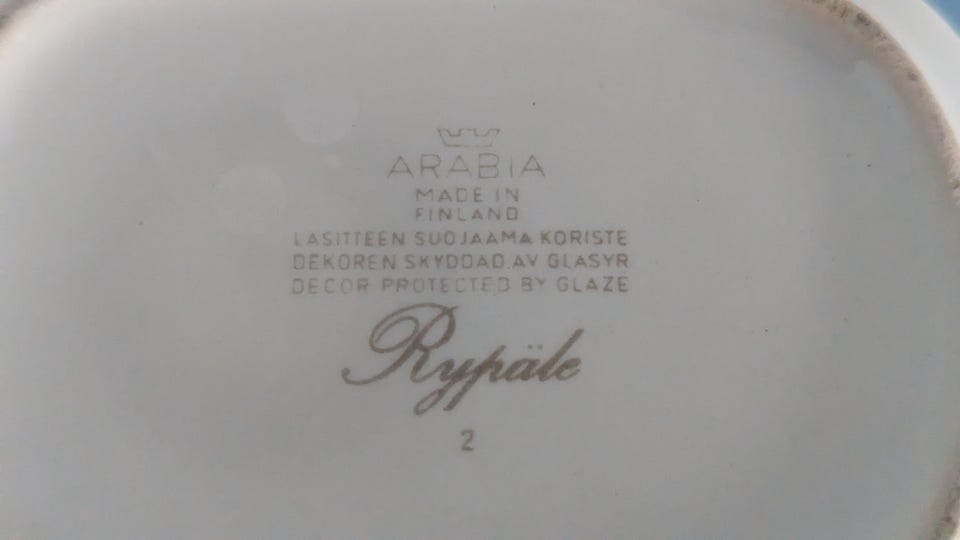 ARABIA
MADE IN
FINLAND
LASITTEEN SUOJAAMA KORISTE
DEKOREN SKYDDAD AV GLASYR
DECOR PROTECTED BY GLAZE
Rypäle
2